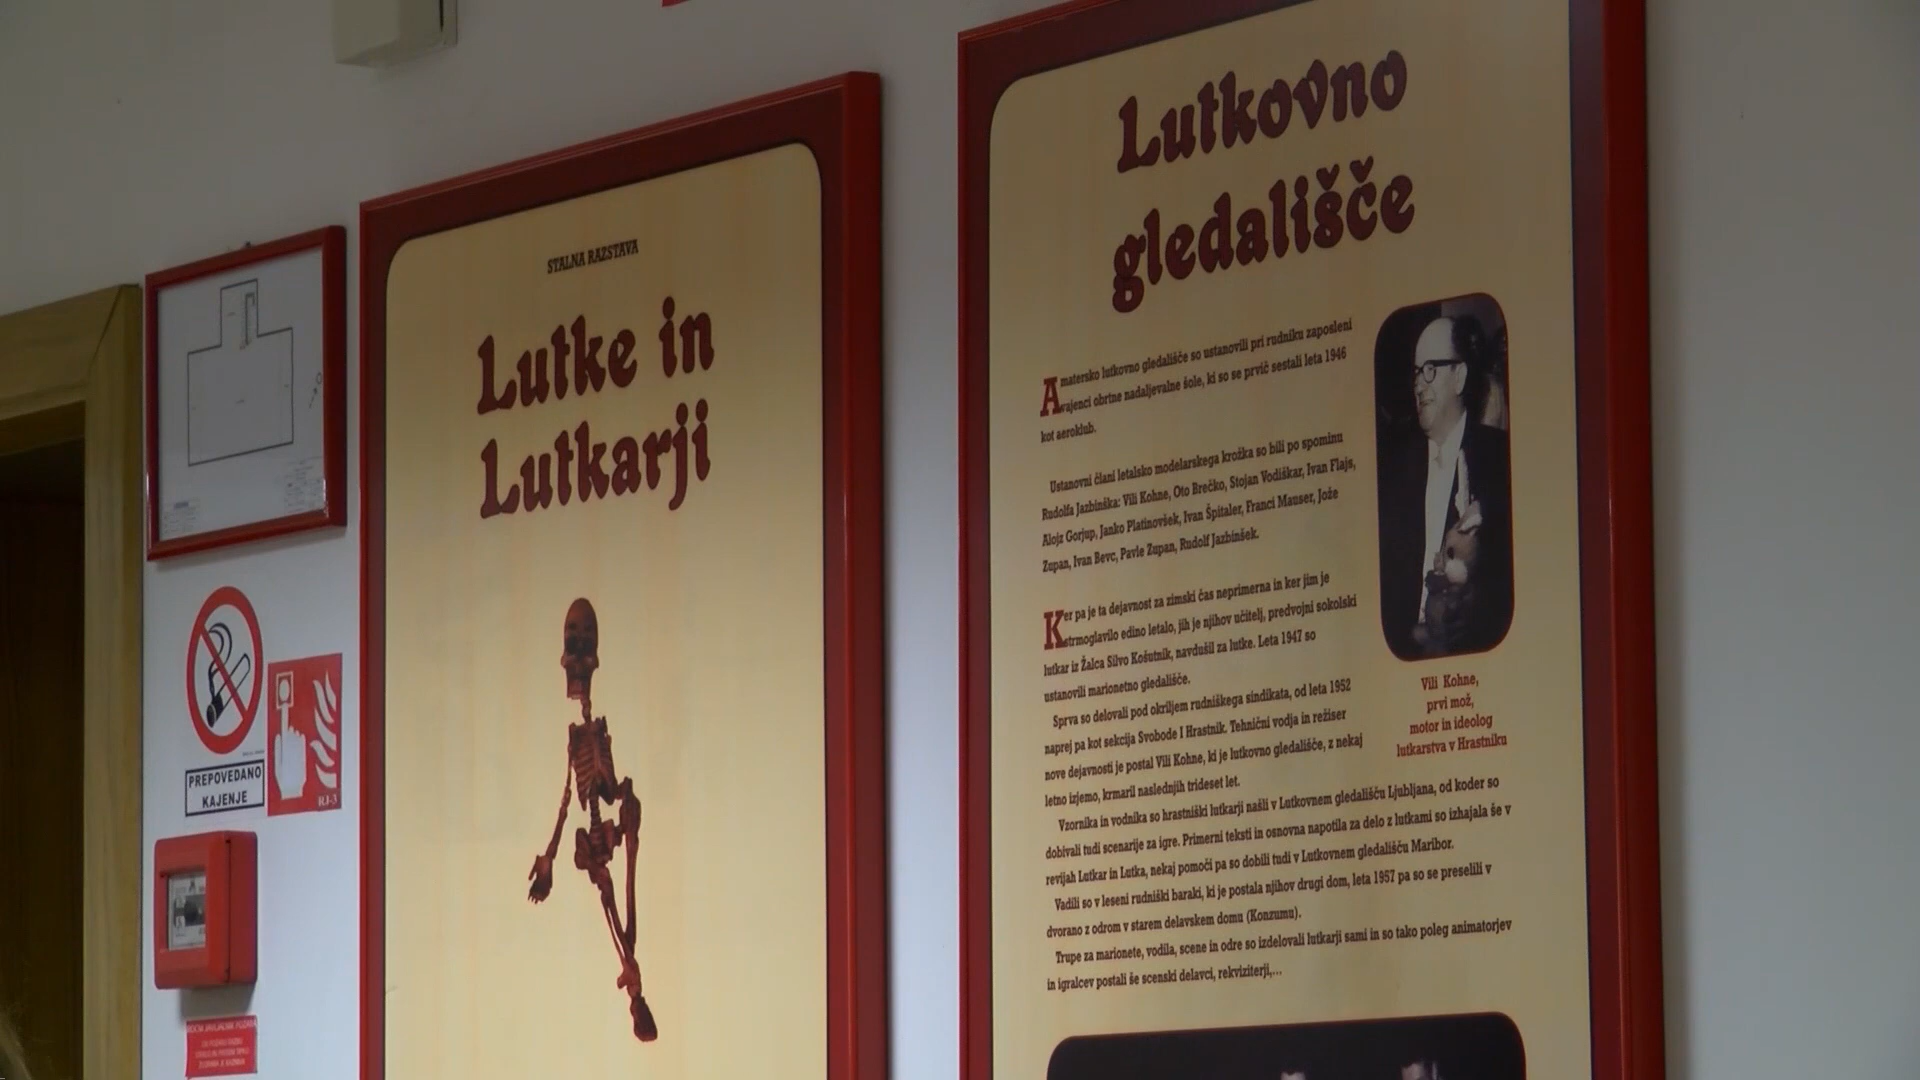 STALNA RAZSTAVA
Lutke in
Lutkarji
PREPOVEDANO
KAJENJE
Lutkovno
gledališče
Amatersko lutkovno gledališče so ustanovili pri rudniku zaposleni
vajenci obrtne nadaljevalne šole, ki so se prvič sestali leta 1946
kot aeroklub.
Ustanovni člani letalsko modelarskega krožka so bili po spominu
Rudolfa Jazbinška: Vili Kohne, Oto Brečko, Stojan Vodiškar, Ivan Flajs,
Alojz Gorjup, Janko Platinovšek, Ivan Špitaler, Franci Mauser, Jože
Zupan, Ivan Bevc, Pavle Zupan, Rudolf Jazbinšek.
Ker pa je ta dejavnost za zimski čas neprimerna in ker jim je
strmoglavilo edino letalo, jih je njihov učitelj, predvojni sokolski
lutkar iz Žalca Silvo Košutnik, navdušil za lutke. Leta 1947 so
ustanovili marionetno gledališče.
Sprva so delovali pod okriljem rudniškega sindikata, od leta 1952
naprej pa kot sekcija Svobode I Hrastnik. Tehnični vodja in režiser
nove dejavnosti je postal Vili Kohne, ki je lutkovno gledališče, z nekaj
letno izjemo, krmaril naslednjih trideset let.
Vzornika in vodnika so hrastniški lutkarji našli v Lutkovnem gledališču Ljubljana, od koder so
dobivali tudi scenarije za igre. Primerni teksti in osnovna napotila za delo z lutkami so izhajala še v
revijah Lutkar in Lutka, nekaj pomoči pa so dobili tudi v Lutkovnem gledališču Maribor.
Vadili so v leseni rudniški baraki, ki je postala njihov drugi dom, leta 1957 pa so se preselili v
dvorano z odrom v starem delavskem domu (Konzumu).
Trupe za marionete, vodila, scene in odre so izdelovali lutkarji sami in so tako poleg animatorjev
in igralcev postali še scenski delavci, rekviziterji,...
Vili Kohne,
prvi mož,
motor in ideolog
lutkarstva v Hrastniku